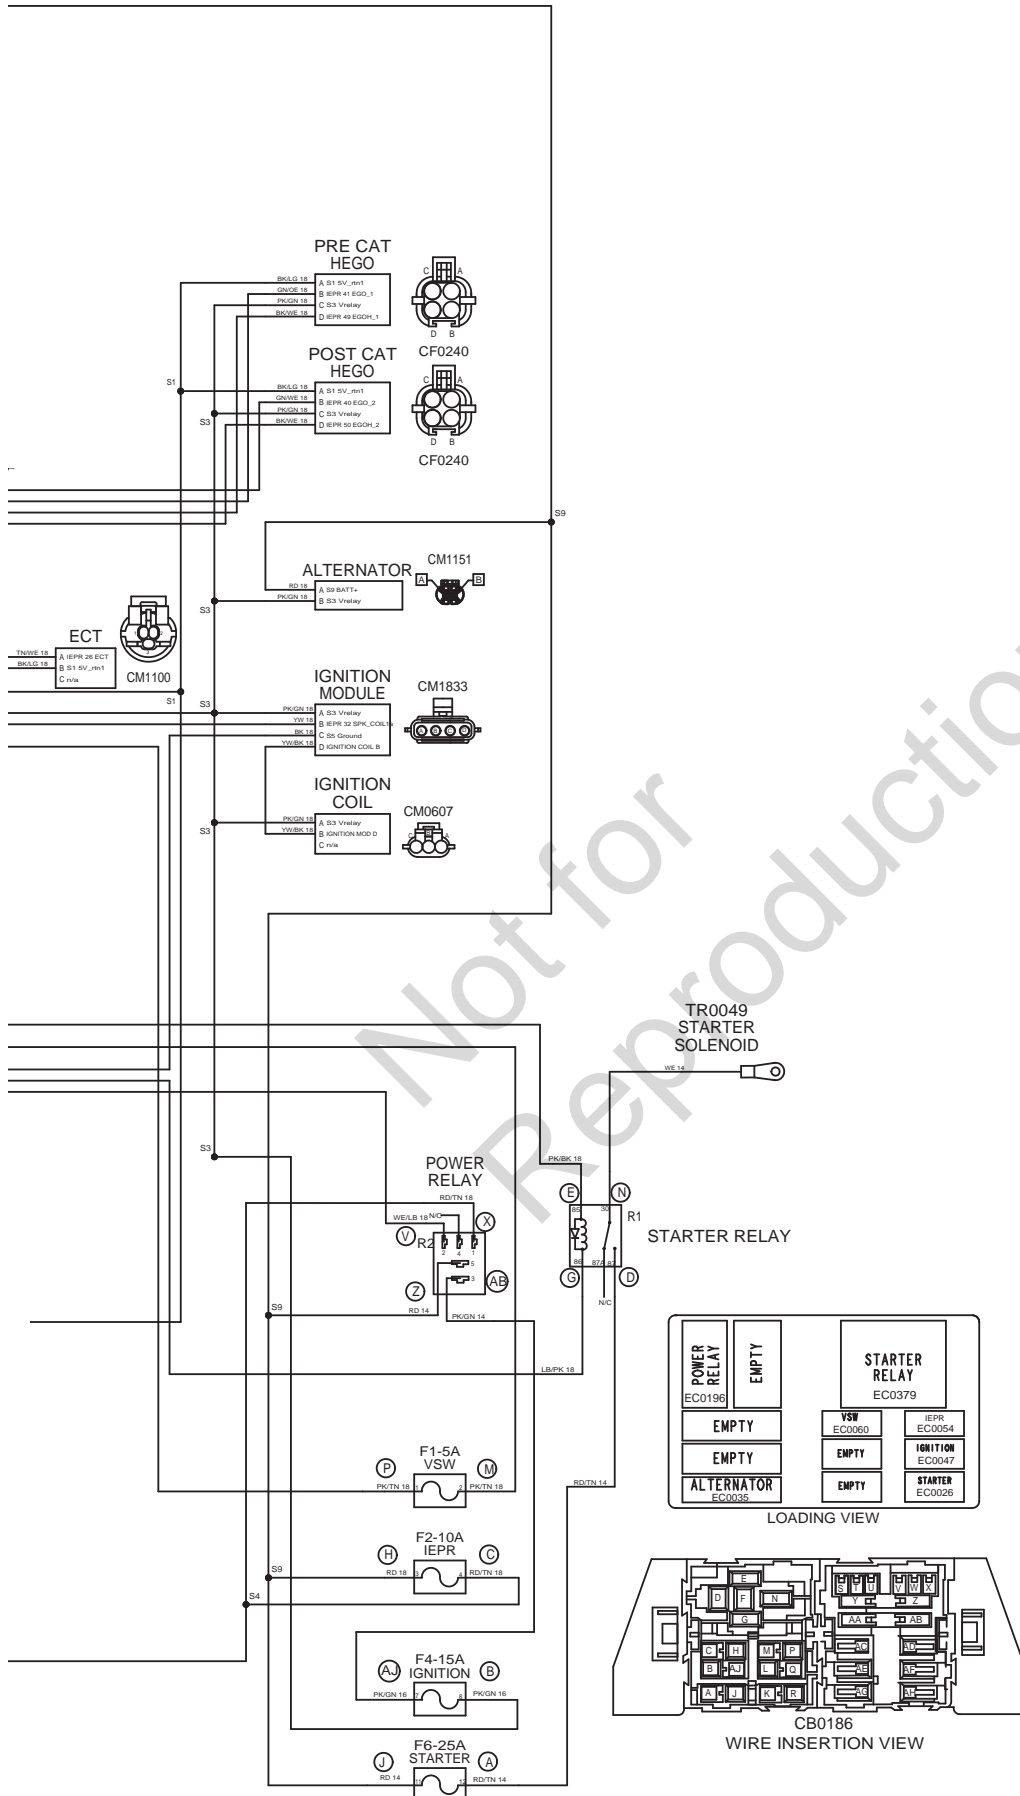 PRE CAT
HEGO
BK/LG 18
A S1 5V_rtn1
GN/OE 18
B IEPR 41 EGO_1
PK/GN 18
C S3 Vrelay
BK/WE 18
D IEPR 49 EGOH_1
C
A
D
B
CF0240
POST CAT
HEGO
S1
BK/LG 18
A S1 5V_rtn1
GN/WE 18
B IEPR 40 EGO_2
PK/GN 18
C S3 Vrelay
BK/WE 18
D IEPR 50 EGOH_2
S3
C
A
D
B
CF0240
S9
ALTERNATOR
RD 18
A S9 BATT+
PK/GN 18
B S3 Vrelay
S3
CM1151
A
B
ECT
TN/WE 18
A IEPR 26 ECT
BK/LG 18
B S1 5V_rtn1
C n/a
1
2
3
CM1100
S1
S3
IGNITION
MODULE
PK/GN 18
A S3 Vrelay
YW 18
B IEPR 32 SPK_COIL1a
BK 18
C S5 Ground
YW/BK 18
D IGNITION COIL B
CM1833
A B C D
IGNITION
COIL
PK/GN 18
A S3 Vrelay
YW/BK 18
B IGNITION MOD D
C n/a
S3
CM0607
C B A
Not for
Reproduction
TR0049
STARTER
SOLENOID
WE 14
S3
POWER
RELAY
RD/TN 18
WE/LB 18
N/C
X
V
R2
2 4 1
5
3
Z
AB
RD 14
PK/GN 14
S9
PK/BK 18
E
N
85
30
R1
STARTER RELAY
86
87A
87
G
D
N/C
LB/PK 18
RD/TN 14
F1-5A
VSW
P
M
PK/TN 18
1
2
PK/TN 18
F2-10A
IEPR
H
C
S9
RD 18
3
4
RD/TN 18
S4
F4-15A
IGNITION
AJ
B
PK/GN 16
7
8
PK/GN 16
F6-25A
STARTER
J
A
RD 14
11
12
RD/TN 14
POWER
RELAY
EC0196
EMPTY
STARTER
RELAY
EC0379
EMPTY
VSW
EC0060
IEPR
EC0054
EMPTY
EMPTY
IGNITION
EC0047
ALTERNATOR
EC0035
EMPTY
STARTER
EC0026
LOADING VIEW
E
D F N
G
S T U V W X
Y Z
AA AB
C H M P
AC AD
B AJ L Q
AE AF
A J K R
AG AH
CB0186
WIRE INSERTION VIEW